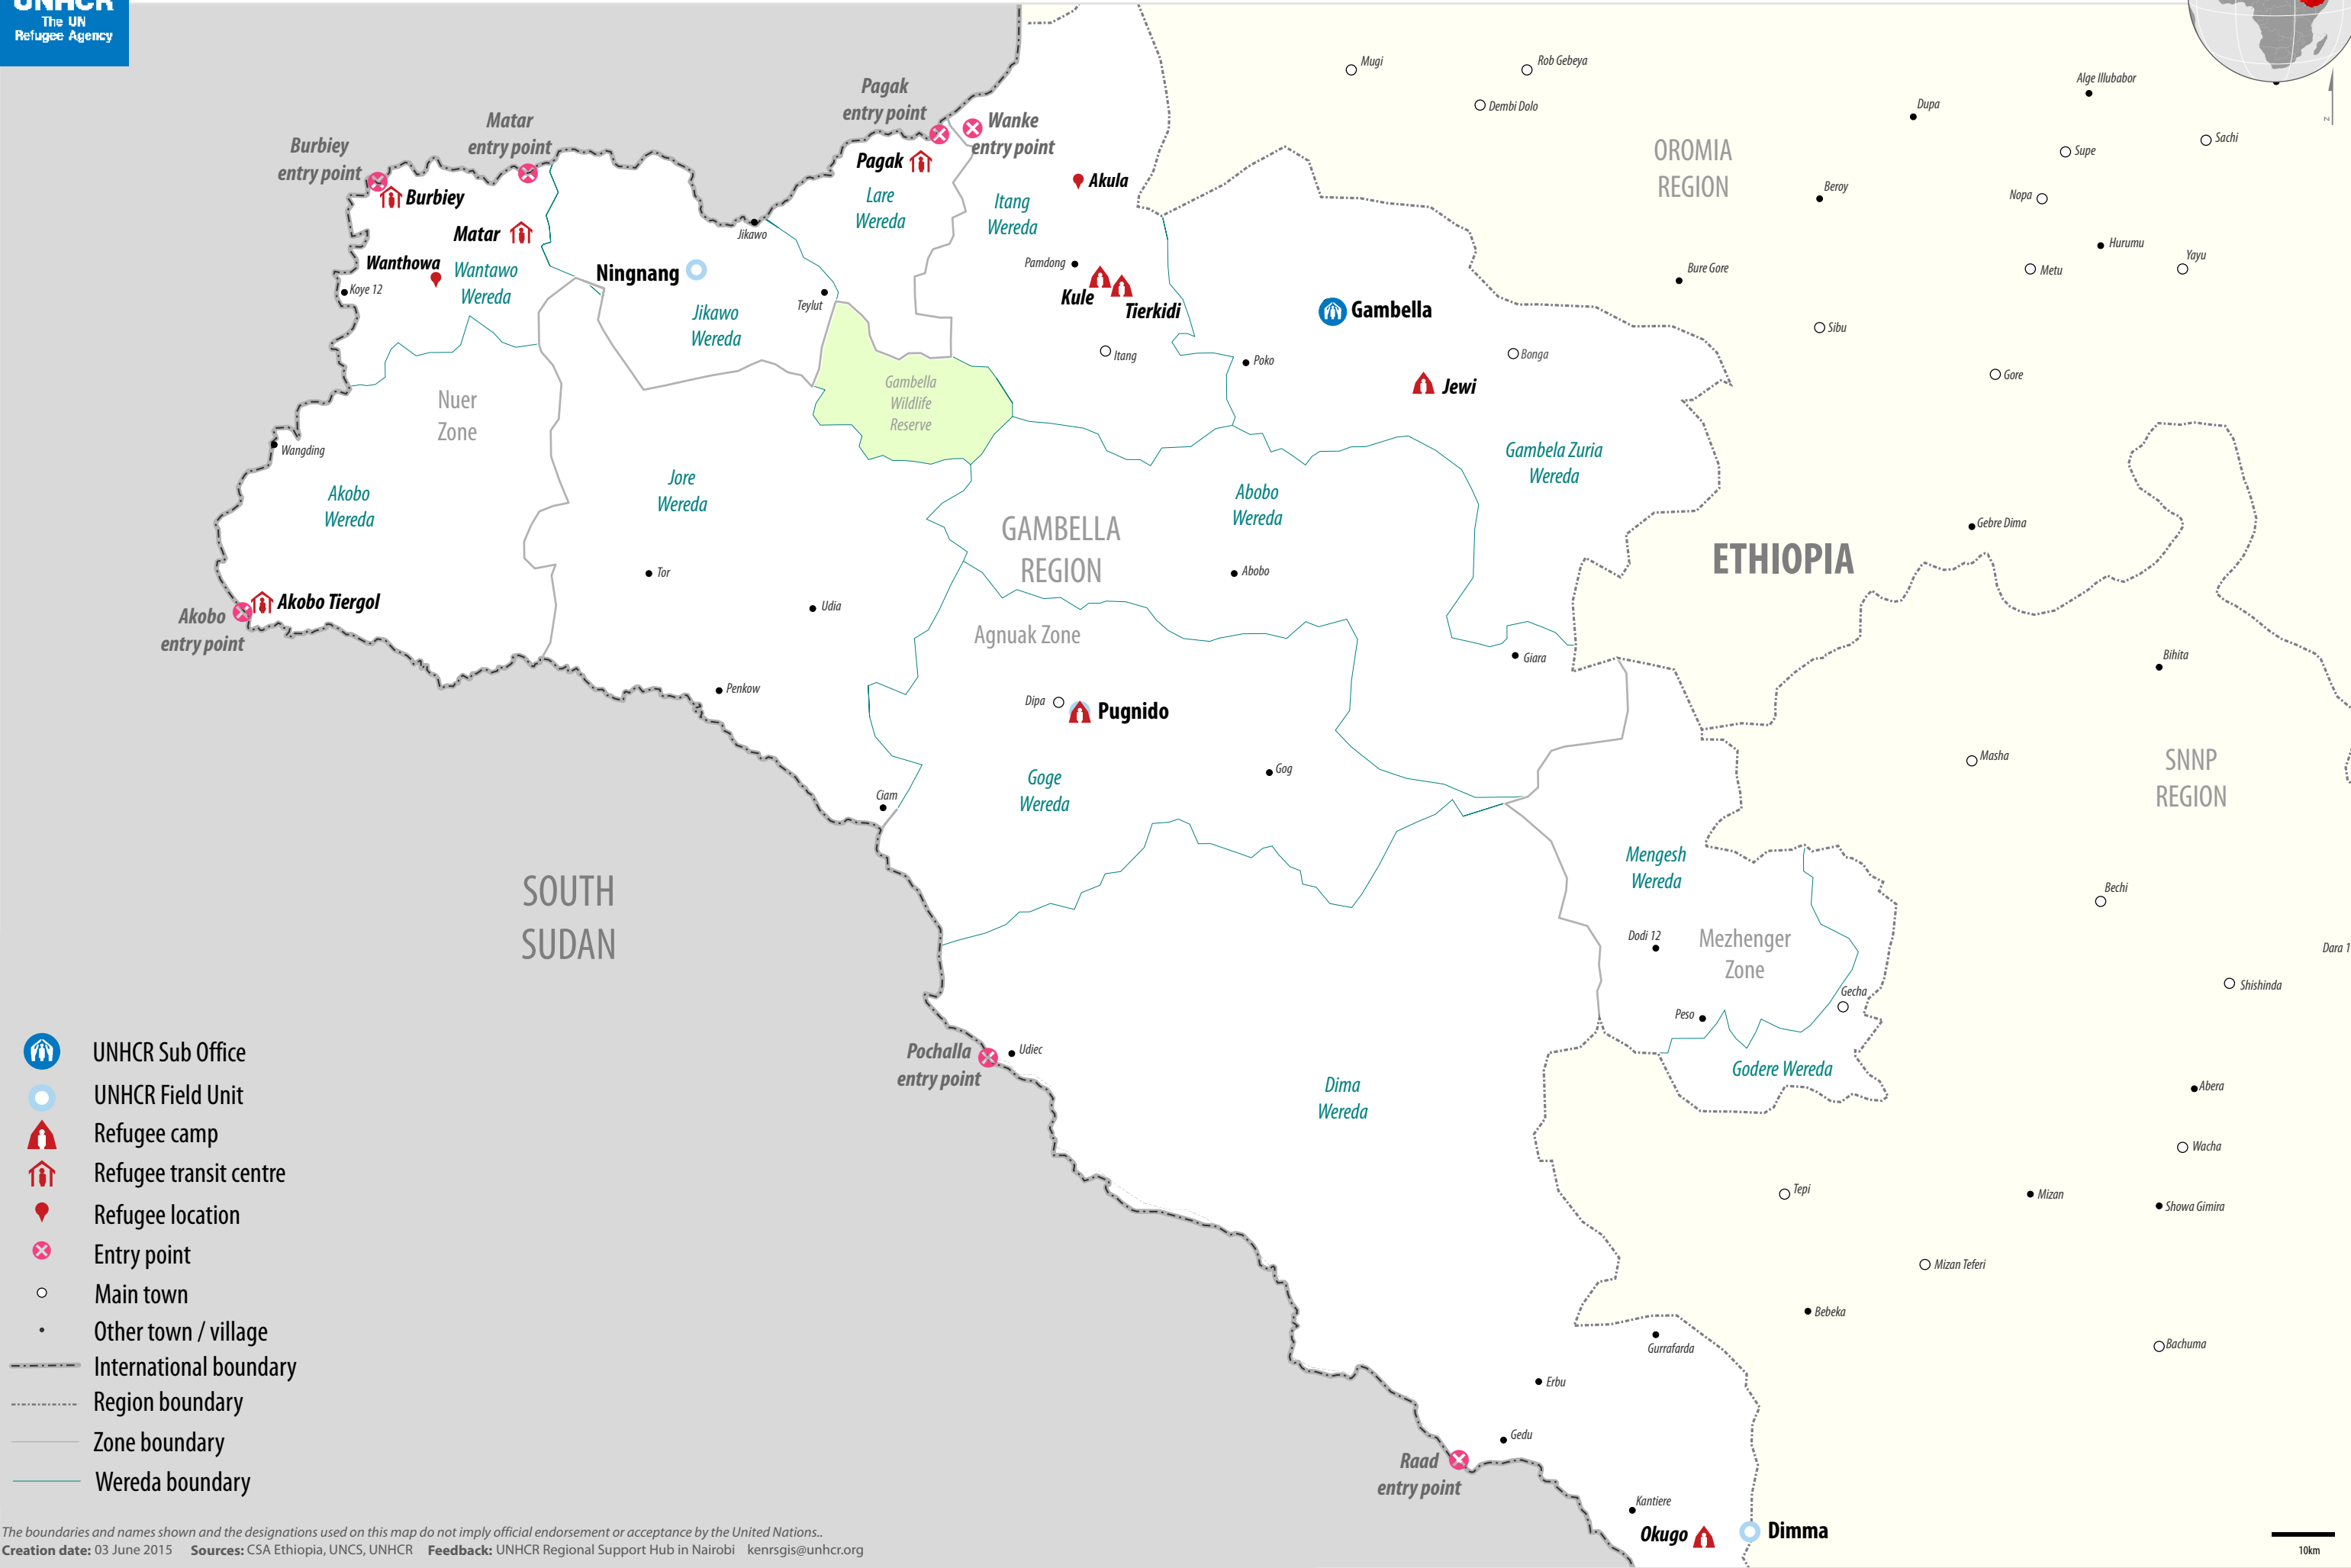 UNHCR
The UN
Refugee Agency
Pagak
entry point
Matar
entry point
Burbiey
entry point
Wanke
entry point
Pagak
Burbiey
Matar
Wanthowa
Koye 12
Wantawo
Wereda
Lare
Wereda
Itang
Wereda
Akula
Jikawo
Ningnang
Teylut
Jikawo
Wereda
Pamdong
Kule
Tierkidi
Itang
Gambella
Poko
Bonga
Jewi
Gambella
Wildlife
Reserve
Nuer
Zone
Wangding
Akobo
Wereda
Jore
Wereda
Gambela Zuria
Wereda
Abobo
Wereda
GAMBELLA
REGION
Abobo
Tor
Udia
Akobo Tiergol
Akobo
entry point
Agnuak Zone
Giara
Penkow
Dipa
Pugnido
Gog
Goge
Wereda
Ciam
SOUTH
SUDAN
Mugi
Rob Gebeya
Dembi Dolo
OROMIA
REGION
Alge Illubabor
Dupa
Sachi
Supe
Beroy
Nopa
Hurumu
Bure Gore
Metu
Yayu
Sibu
Gore
Gebre Dima
ETHIOPIA
Bihita
Masha
SNNP
REGION
Mengesh
Wereda
Bechi
Dodi 12
Mezhenger
Zone
Dara 1
Shishinda
Gecha
Peso
Godere Wereda
Pochalla
entry point
Udiec
Dima
Wereda
Abera
Wacha
Tepi
Mizan
Showa Gimira
Mizan Teferi
Bebeka
Bachuma
Gurrafarda
Erbu
Gedu
Raad
entry point
Kantiere
Okugo
Dimma
UNHCR Sub Office
UNHCR Field Unit
Refugee camp
Refugee transit centre
Refugee location
Entry point
Main town
Other town / village
International boundary
Region boundary
Zone boundary
Wereda boundary
The boundaries and names shown and the designations used on this map do not imply official endorsement or acceptance by the United Nations..
Creation date: 03 June 2015 Sources: CSA Ethiopia, UNCS, UNHCR Feedback: UNHCR Regional Support Hub in Nairobi kenrsgis@unhcr.org
10km
N